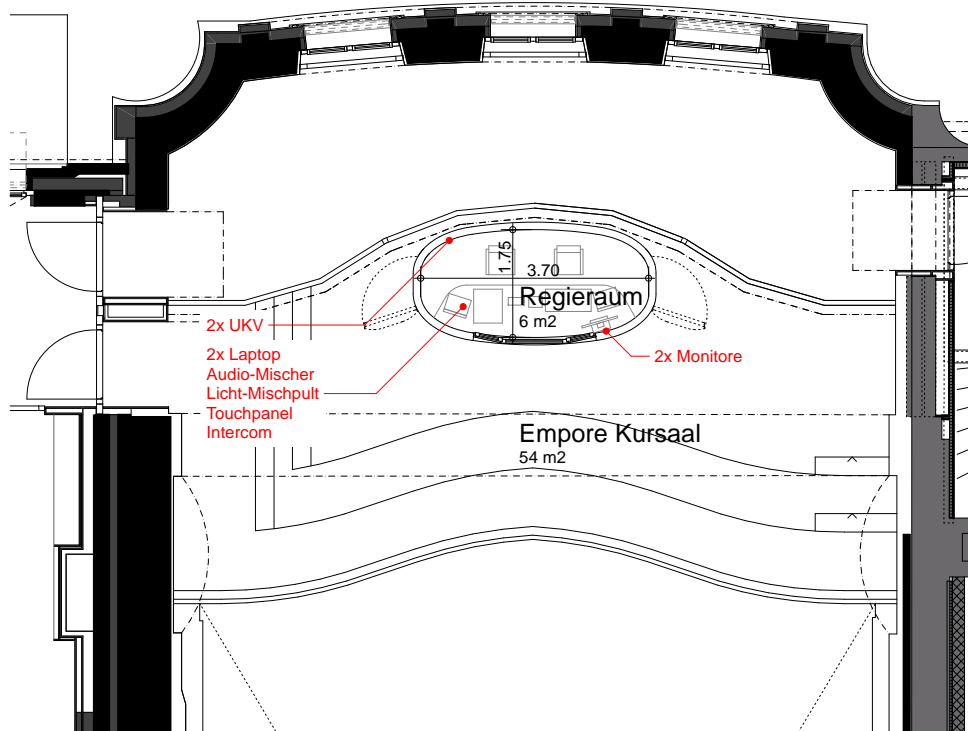 1.75
3.70
Regieraum
6 m2
2x UKV
2x Laptop
Audio-Mischer
Licht-Mischpult
Touchpanel
Intercom
2x Monitore
Empore Kursaal
54 m2